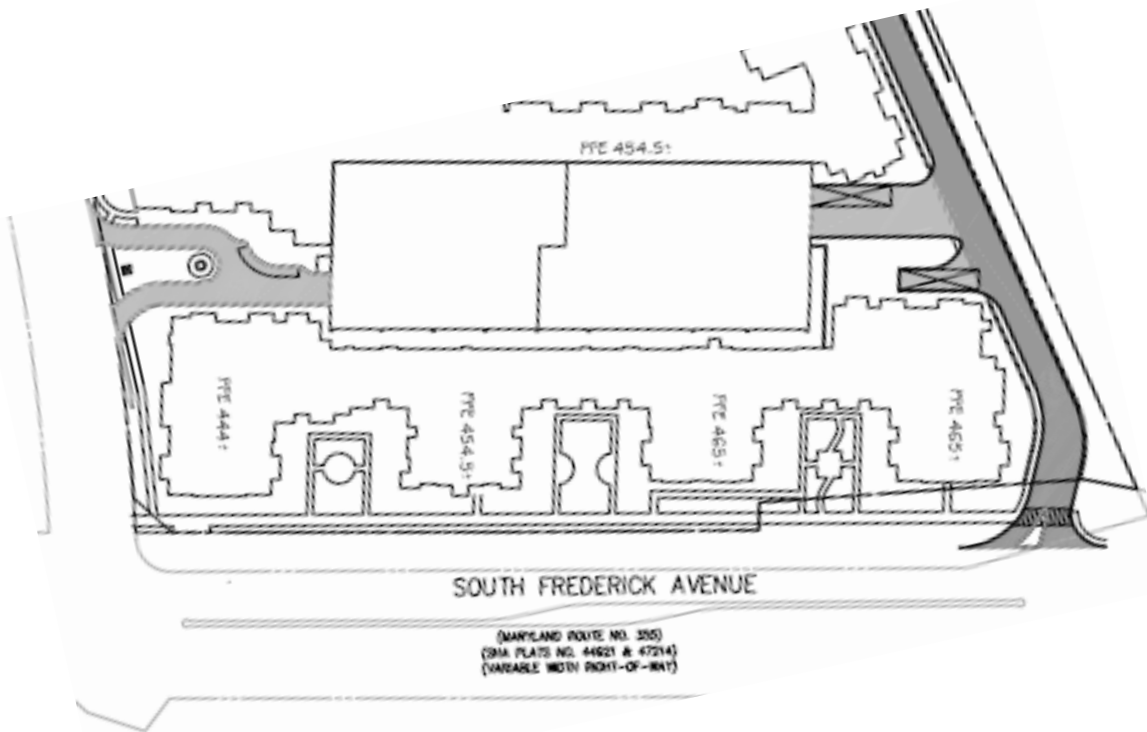 FFE 454.5±
FFE 444±
FFE 454.5±
FFE 465±
FFE 465±
SOUTH FREDERICK AVENUE
(MARYLAND ROUTE NO. 355)
(SHA PLATS NO. 44621 & 47214)
(VARIABLE WIDTH RIGHT-OF-WAY)